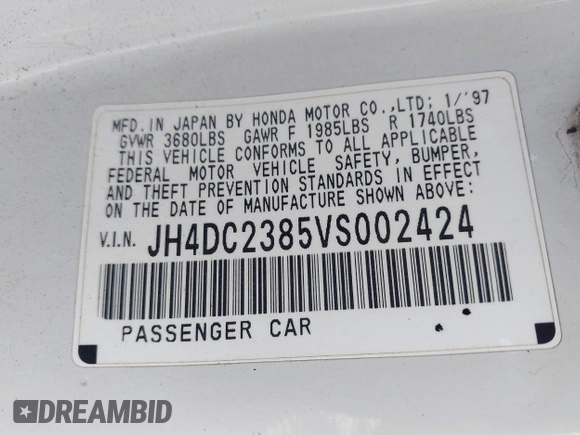 MFD. IN JAPAN BY HONDA MOTOR CO.,LTD; 1/'97
GVWR 3680LBS GAWR F 1985LBS R 1740LBS
THIS VEHICLE CONFORMS TO ALL APPLICABLE
FEDERAL MOTOR VEHICLE SAFETY, BUMPER,
AND THEFT PREVENTION STANDARDS IN EFFECT
ON THE DATE OF MANUFACTURE SHOWN ABOVE:
V.I.N. JH4DC2385VS002424
PASSENGER CAR
DREAMBID